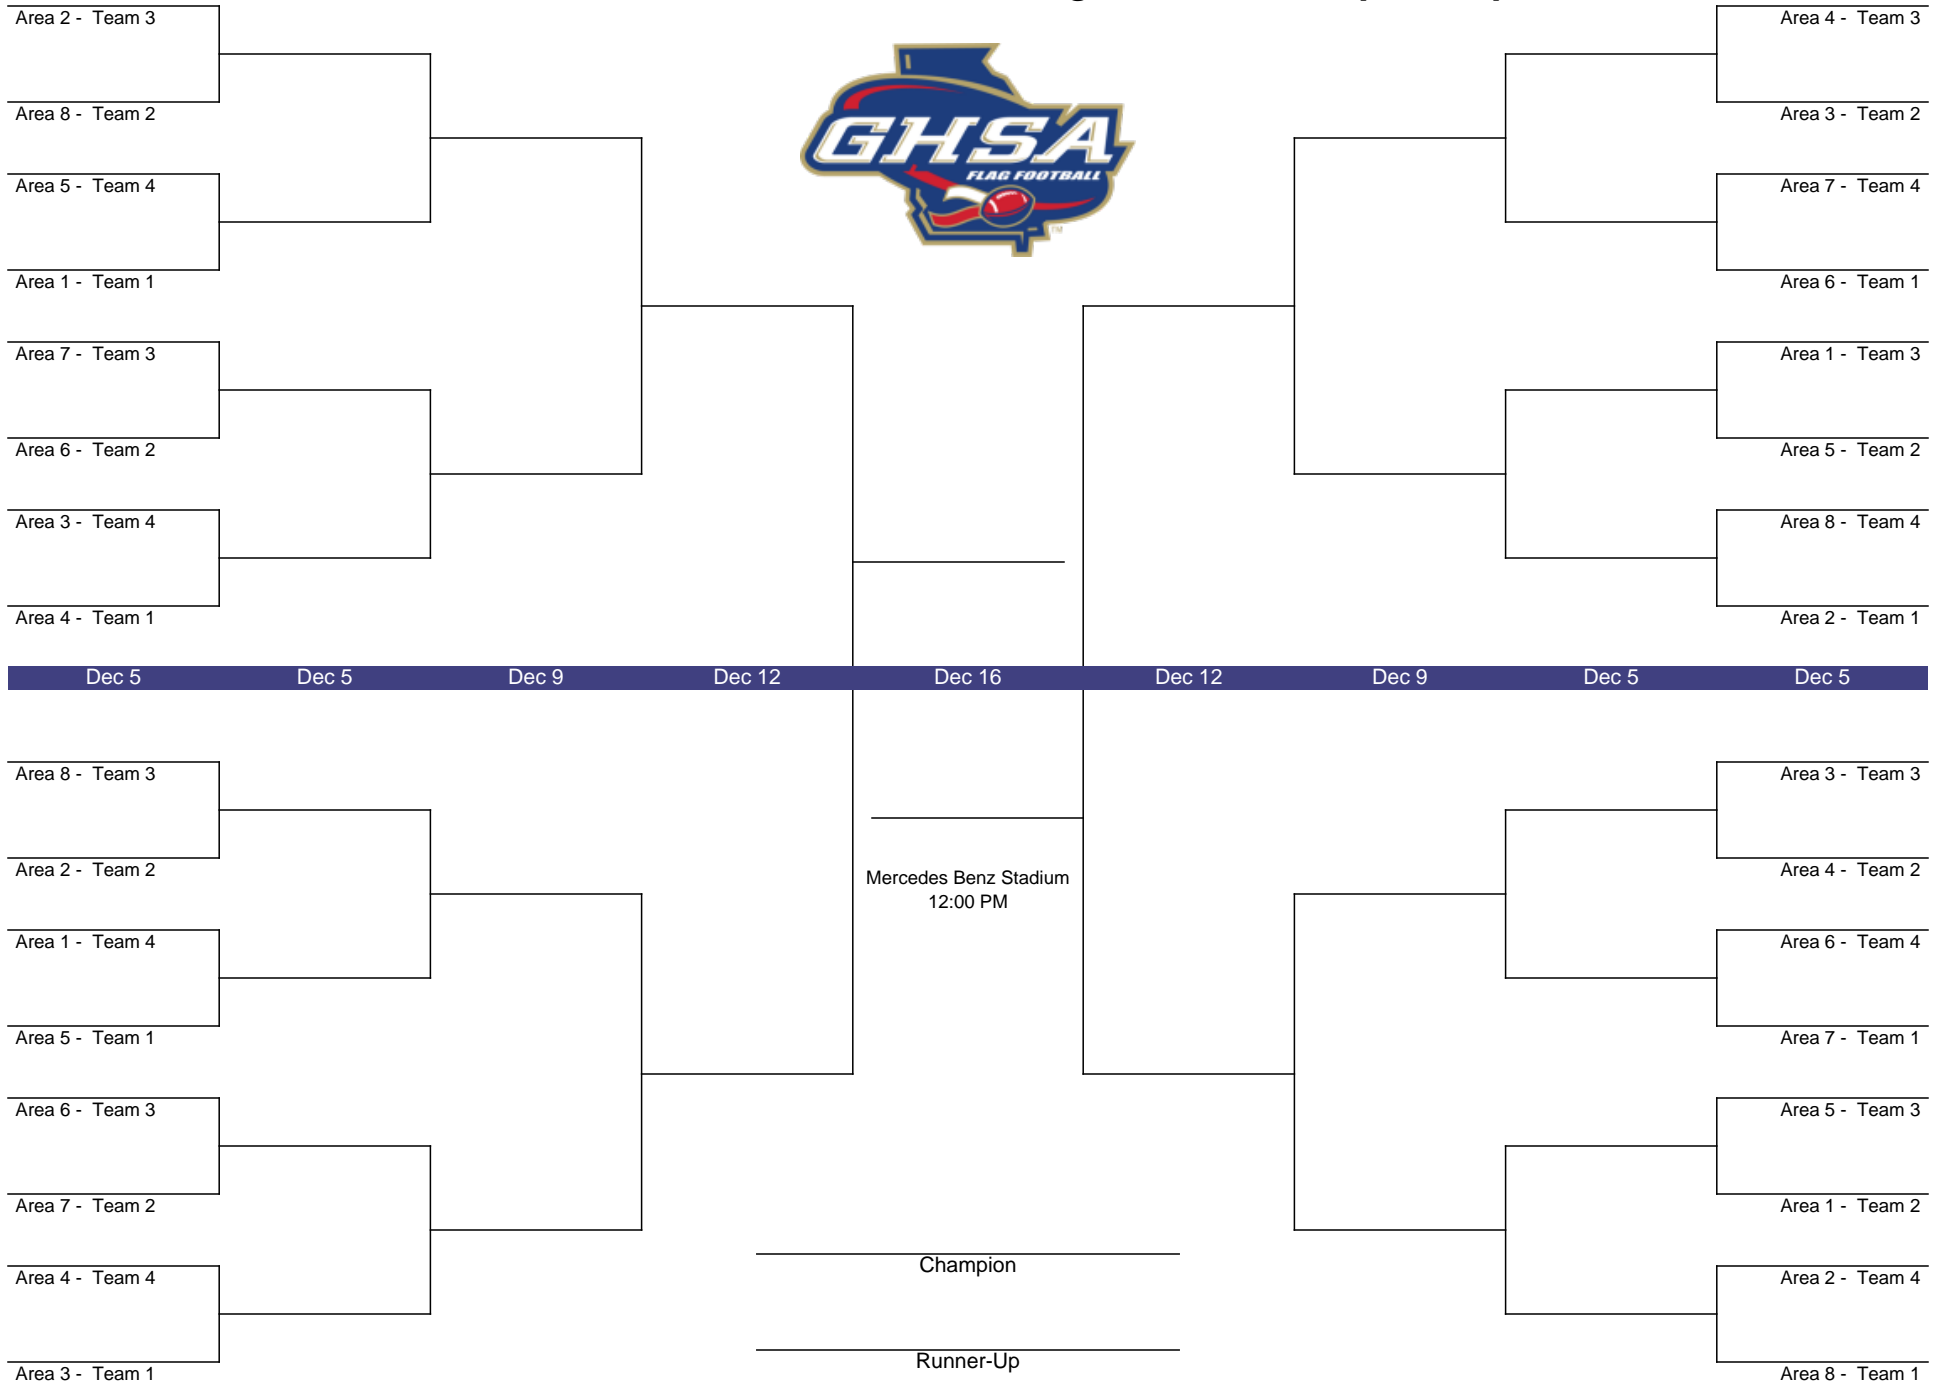 Area 2 - Team 3
Area 8 - Team 2
Area 5 - Team 4
Area 1 - Team 1
Area 7 - Team 3
Area 6 - Team 2
Area 3 - Team 4
Area 4 - Team 1
GHSA
FLAG FOOTBALL
TM
Area 4 - Team 3
Area 3 - Team 2
Area 7 - Team 4
Area 6 - Team 1
Area 1 - Team 3
Area 5 - Team 2
Area 8 - Team 4
Area 2 - Team 1
Dec 5 Dec 5 Dec 9 Dec 12 Dec 16 Dec 12 Dec 9 Dec 5 Dec 5
Area 8 - Team 3
Area 2 - Team 2
Area 1 - Team 4
Area 5 - Team 1
Area 6 - Team 3
Area 7 - Team 2
Area 4 - Team 4
Area 3 - Team 1
Mercedes Benz Stadium
12:00 PM
Champion
Runner-Up
Area 3 - Team 3
Area 4 - Team 2
Area 6 - Team 4
Area 7 - Team 1
Area 5 - Team 3
Area 1 - Team 2
Area 2 - Team 4
Area 8 - Team 1